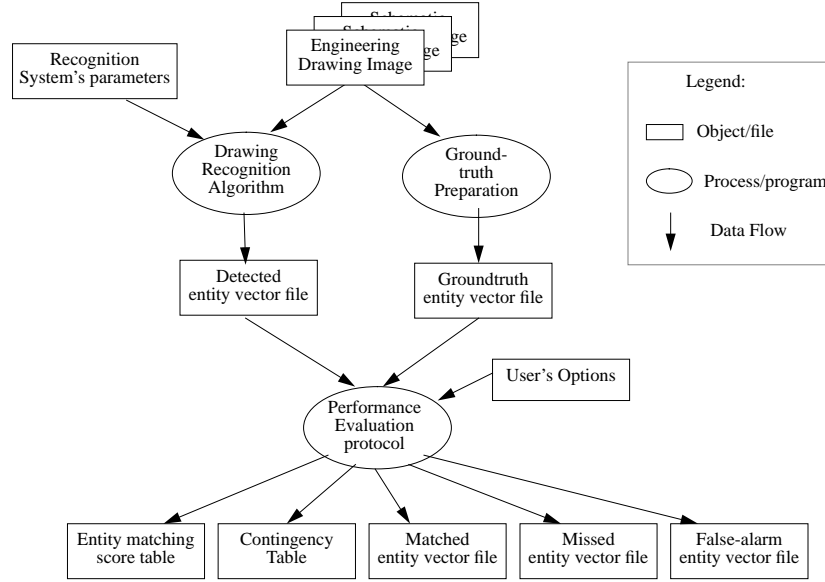 Engineering
Drawing Image
ge
ge
Recognition
System's parameters
Legend:
Object/file
Process/program
Data Flow
Drawing
Recognition
Algorithm
Ground-
truth
Preparation
Detected
entity vector file
Groundtruth
entity vector file
User's Options
Performance
Evaluation
protocol
Entity matching
score table
Contingency
Table
Matched
entity vector file
Missed
entity vector file
False-alarm
entity vector file